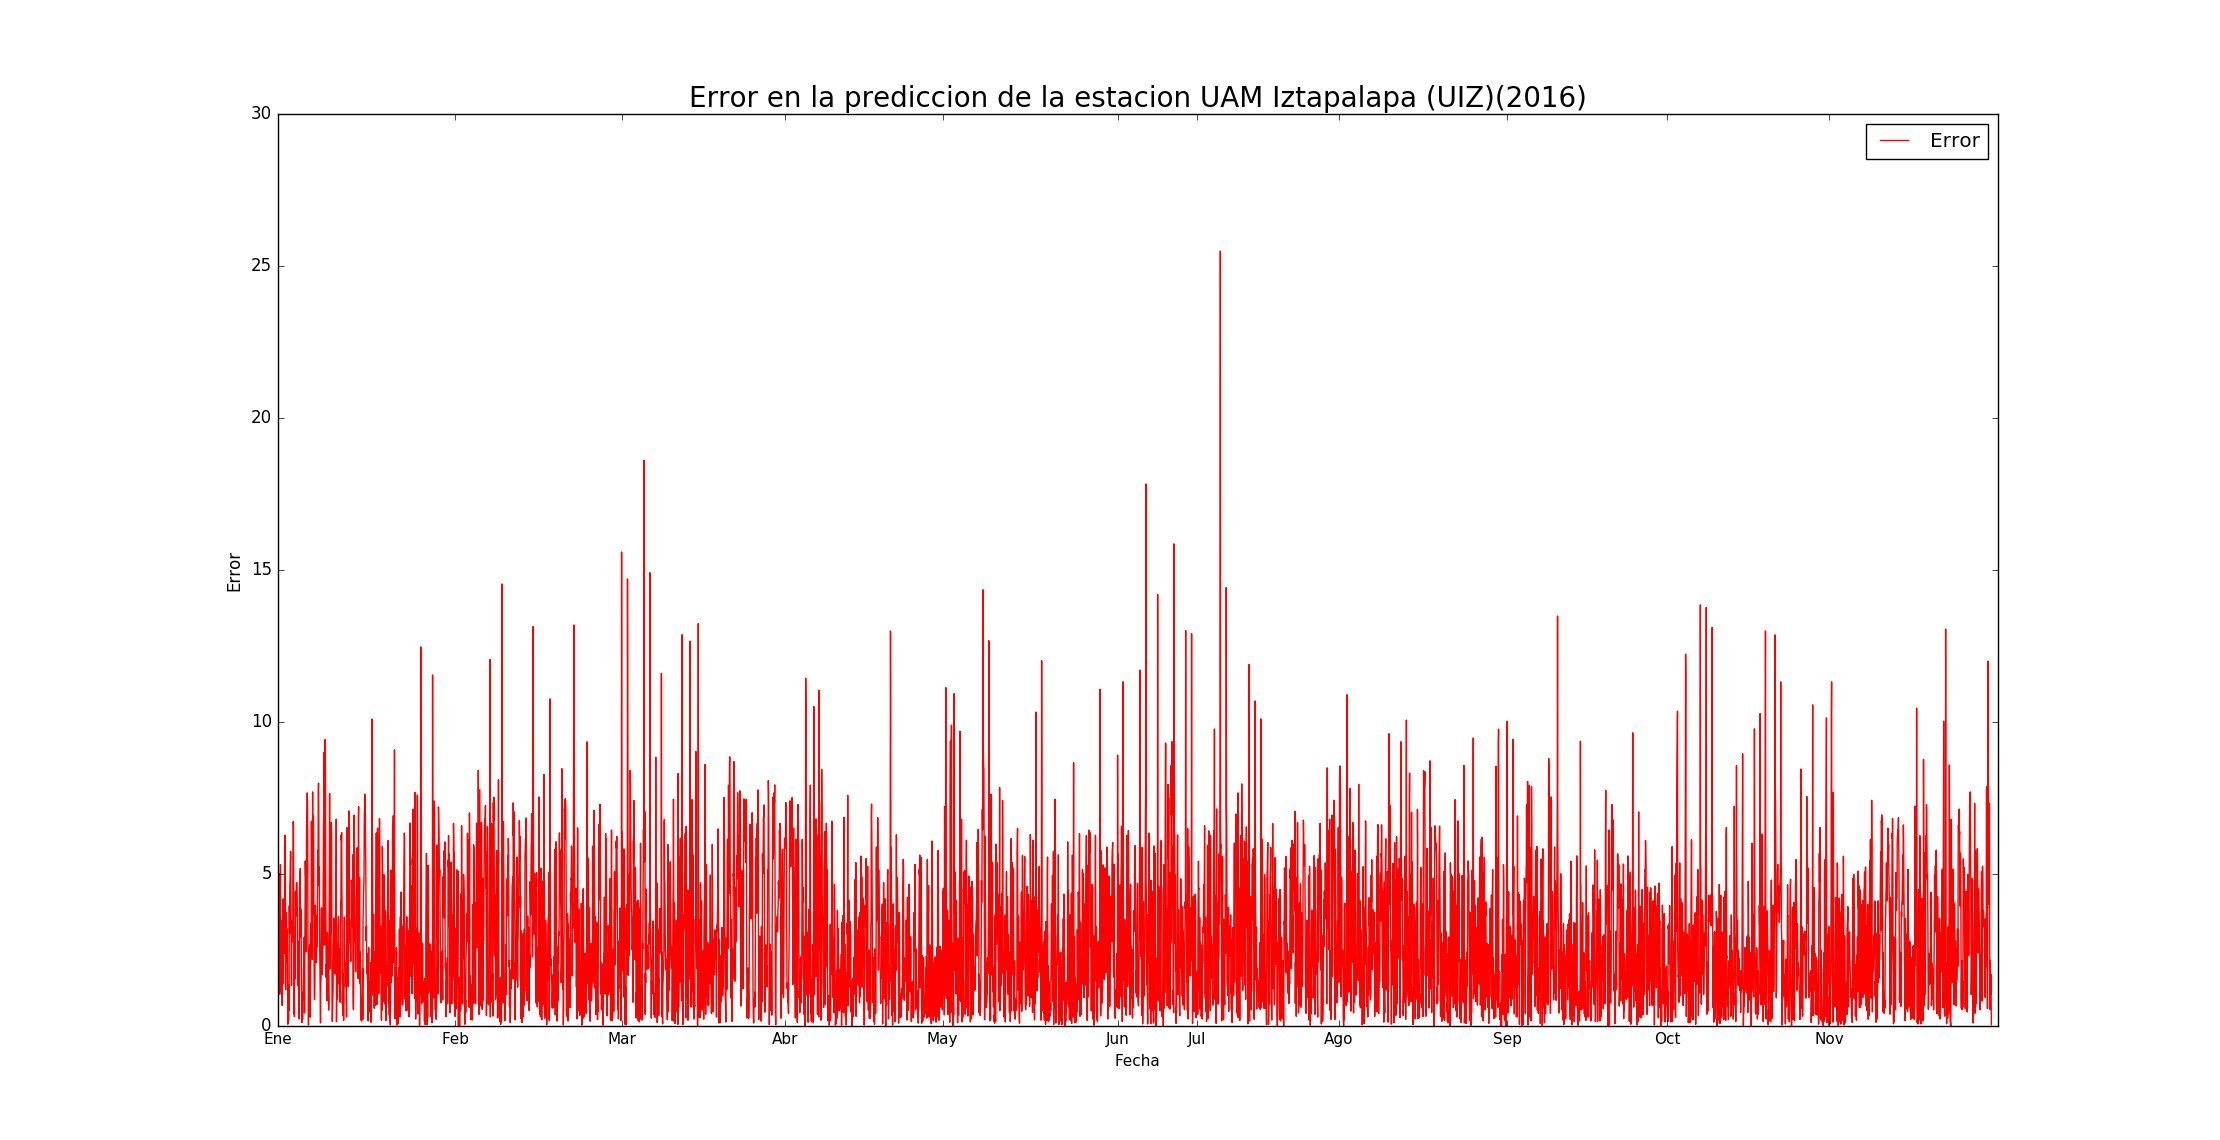 Error en la prediccion de la estacion UAM Iztapalapa (UIZ)(2016)
30
25
20
15
10
5
0
Error
Error
Ene Feb Mar Abr May Jun Jul Ago Sep Oct Nov
Fecha